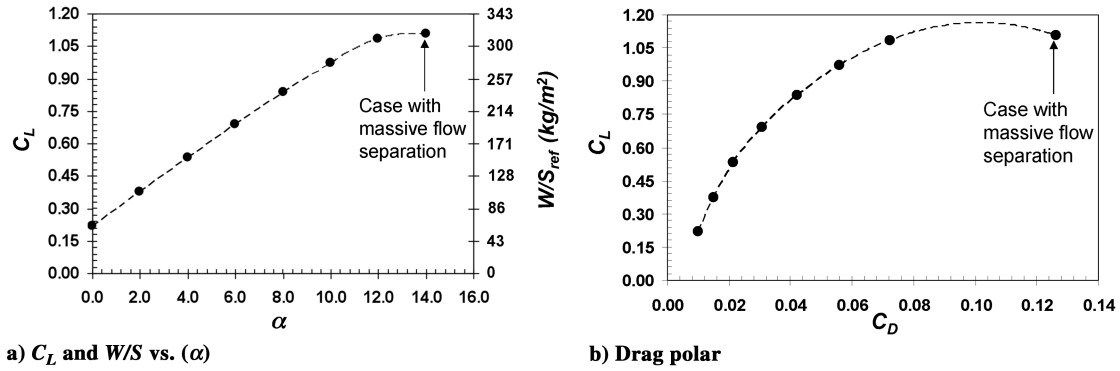 1.20
1.05
0.90
0.75
0.60
0.45
0.30
0.15
0.00
C_L
343
300
257
214
171
128
86
43
0
W/S_ref (kg/m²)
Case with
massive flow
separation
0.0 2.0 4.0 6.0 8.0 10.0 12.0 14.0 16.0
α
a) C_L and W/S vs. (α)
1.20
1.05
0.90
0.75
0.60
0.45
0.30
0.15
0.00
C_L
Case with
massive flow
separation
0.00 0.02 0.04 0.06 0.08 0.10 0.12 0.14
C_D
b) Drag polar